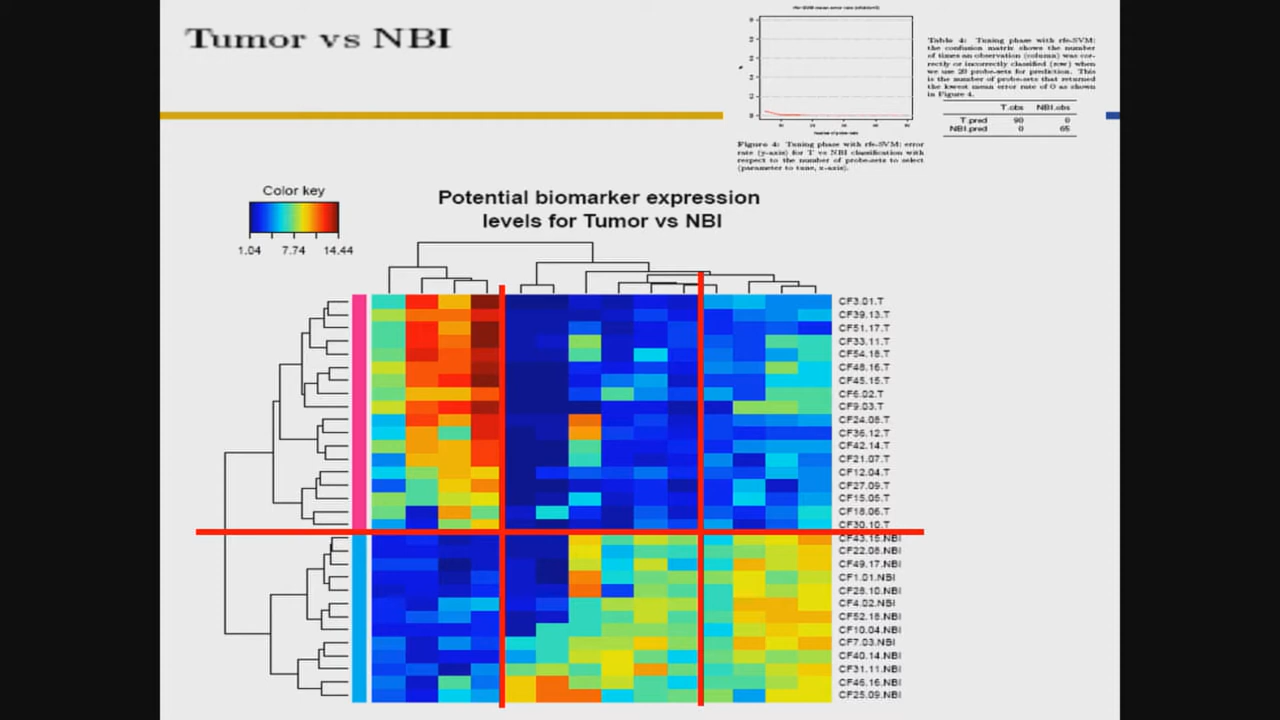 Tumor vs NBI
Table 4: Tuning phase with rfe-SVM:
the confusion matrix shows the number
of times an observation (column) was cor-
rectly or incorrectly classified (row) when
we use 20 probe-sets for prediction. This
is the number of probe-sets that returned
the lowest mean error rate of 0 as shown
in Figure 4.
T.obs NBI.obs
T.pred 90 0
NBI.pred 0 65
Number of probe-sets
Figure 4: Tuning phase with rfe-SVM: error
rate (y-axis) for T vs NBI classification with
respect to the number of probe-sets to select
(parameter to tune, x-axis).
Color key
1.04 7.74 14.44
Potential biomarker expression
levels for Tumor vs NBI
CF3.01.T
CF39.13.T
CF51.17.T
CF33.11.T
CF54.18.T
CF48.16.T
CF45.15.T
CF6.02.T
CF9.03.T
CF24.08.T
CF36.12.T
CF42.14.T
CF21.07.T
CF12.04.T
CF27.09.T
CF15.05.T
CF18.06.T
CF30.10.T
CF43.15.NBI
CF22.08.NBI
CF49.17.NBI
CF1.01.NBI
CF28.10.NBI
CF4.02.NBI
CF52.18.NBI
CF10.04.NBI
CF7.03.NBI
CF40.14.NBI
CF31.11.NBI
CF46.16.NBI
CF25.09.NBI